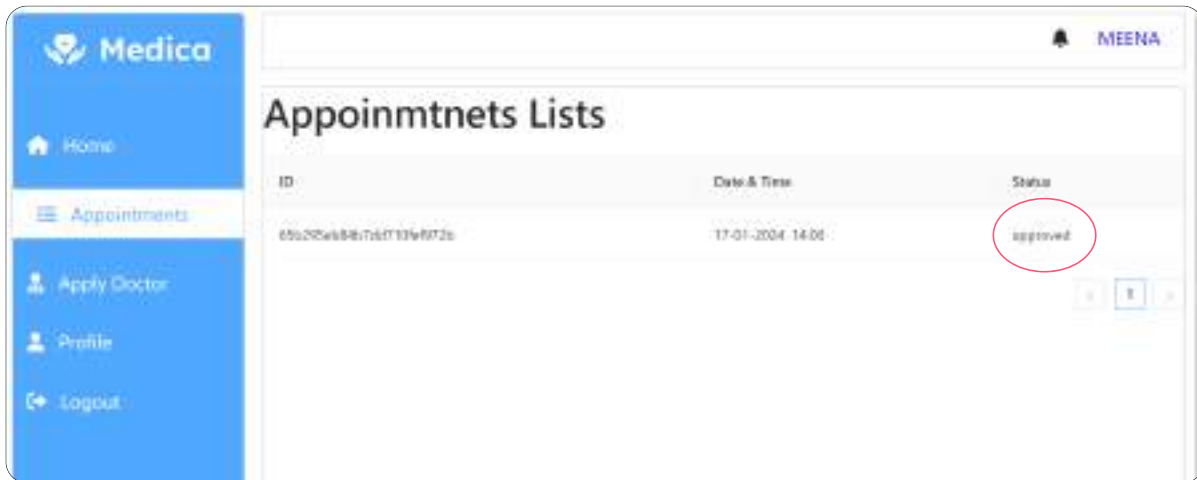 Medica
MEENA
Appoinmtnets Lists
Home
ID Date & Time Status
Appointments
17-01-2024 14:06 approved
Apply Doctor
1
Profile
Logout